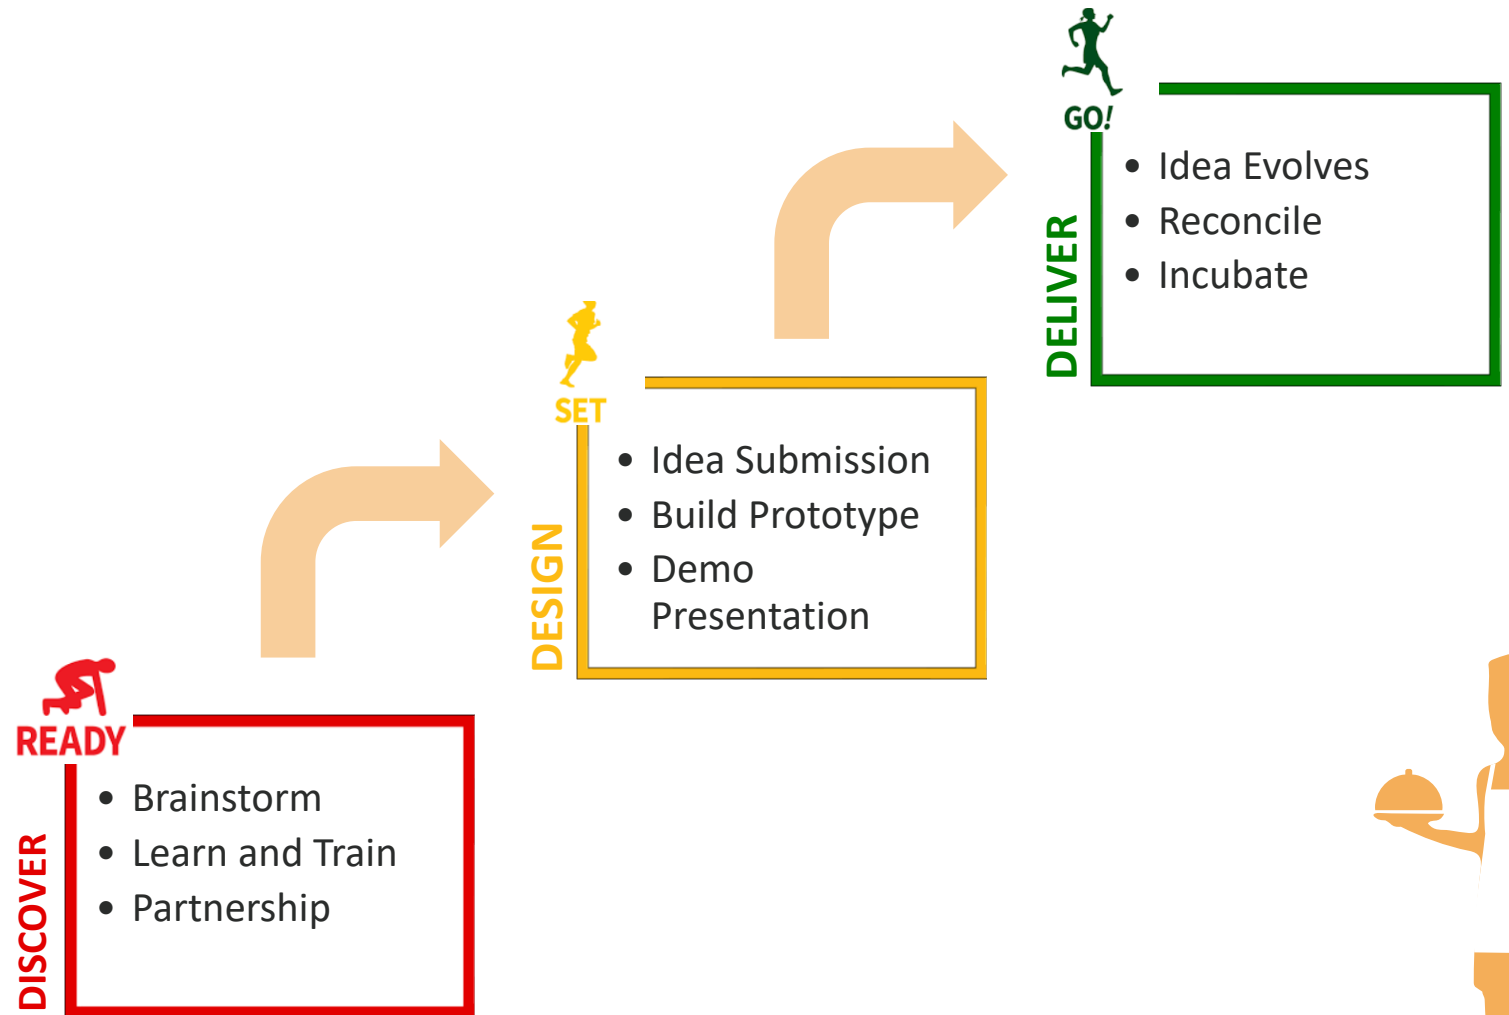 READY
DISCOVER
• Brainstorm
• Learn and Train
• Partnership
SET
DESIGN
• Idea Submission
• Build Prototype
• Demo
Presentation
GO!
DELIVER
• Idea Evolves
• Reconcile
• Incubate